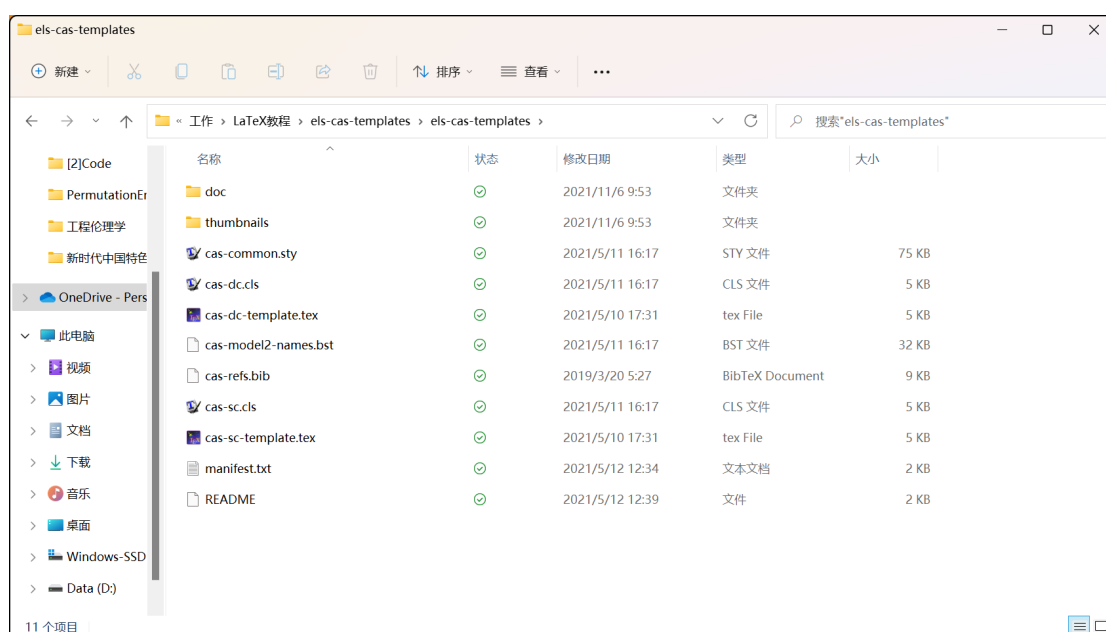 els-cas-templates
新建 排序 查看
« 工作 › LaTeX教程 › els-cas-templates › els-cas-templates › 搜索"els-cas-templates"
名称 状态 修改日期 类型 大小
[2]Code
PermutationEr
工程伦理学
新时代中国特色
OneDrive - Pers
此电脑
视频
图片
文档
下载
音乐
桌面
Windows-SSD
Data (D:)
doc 2021/11/6 9:53 文件夹
thumbnails 2021/11/6 9:53 文件夹
cas-common.sty 2021/5/11 16:17 STY 文件 75 KB
cas-dc.cls 2021/5/11 16:17 CLS 文件 5 KB
cas-dc-template.tex 2021/5/10 17:31 tex File 5 KB
cas-model2-names.bst 2021/5/11 16:17 BST 文件 32 KB
cas-refs.bib 2019/3/20 5:27 BibTeX Document 9 KB
cas-sc.cls 2021/5/11 16:17 CLS 文件 5 KB
cas-sc-template.tex 2021/5/10 17:31 tex File 5 KB
manifest.txt 2021/5/12 12:34 文本文档 2 KB
README 2021/5/12 12:39 文件 2 KB
11 个项目